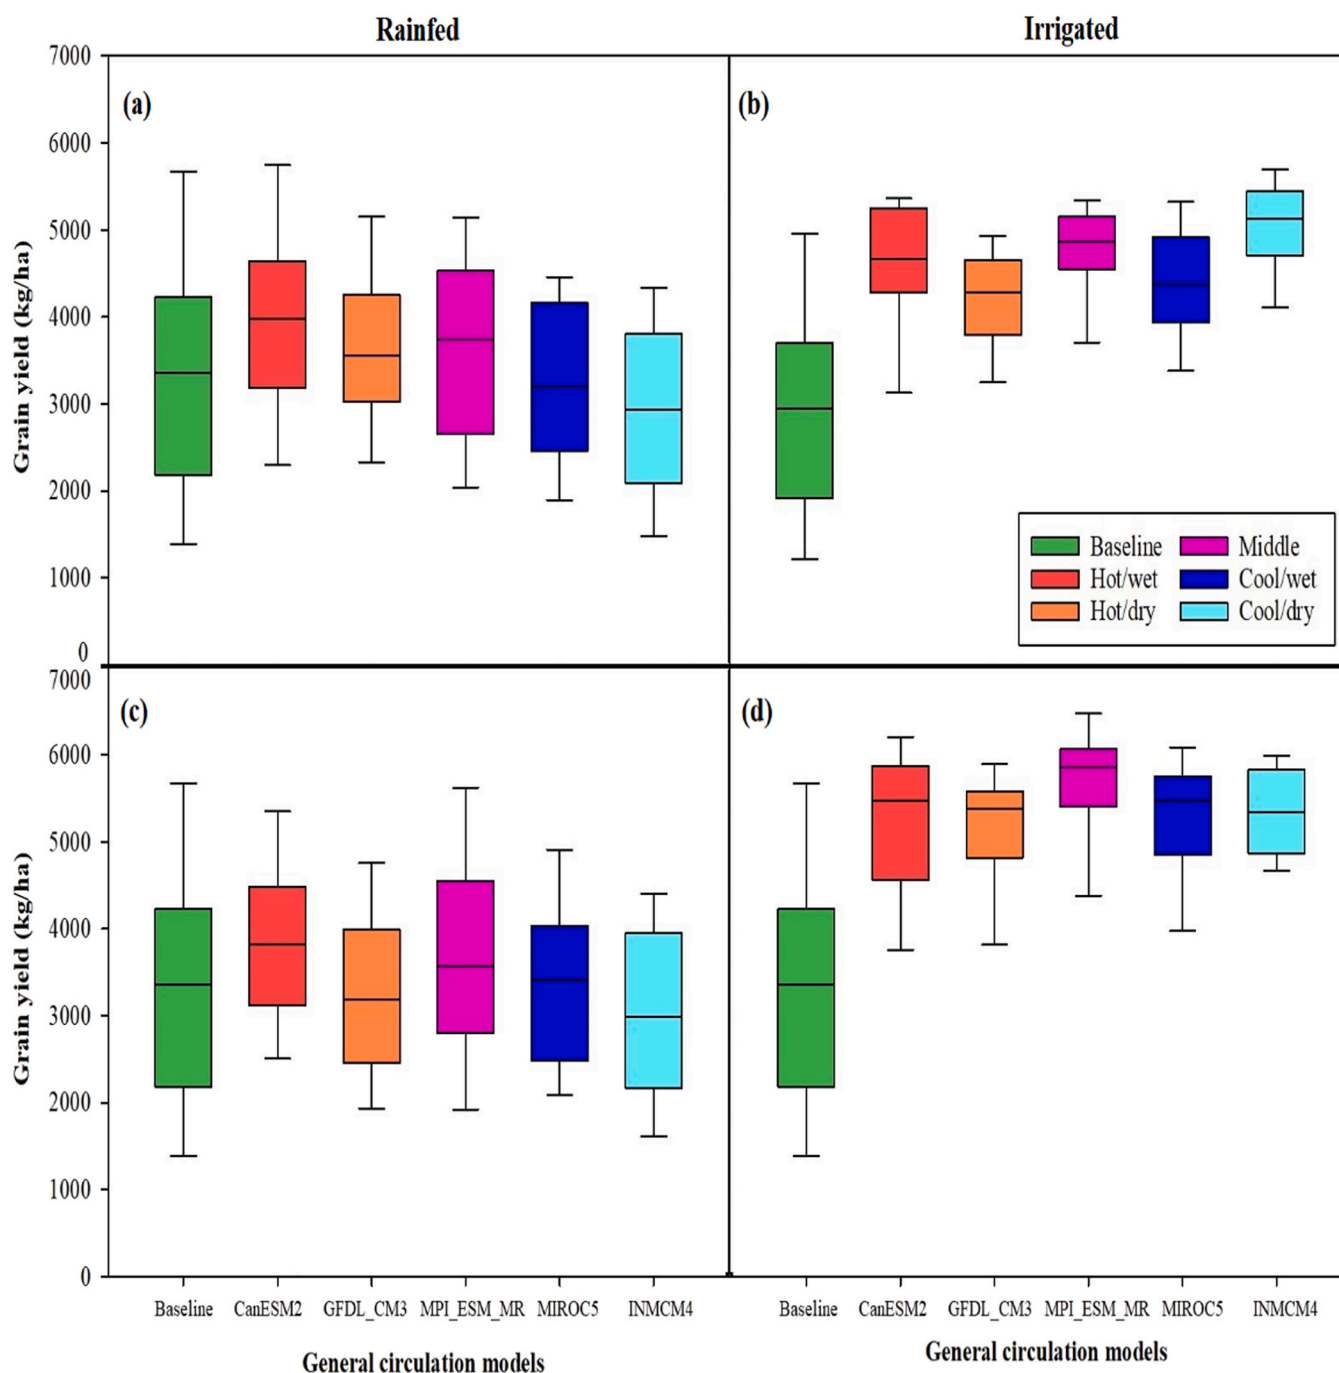 Rainfed
Irrigated
(a)
(b)
7000
6000
5000
4000
3000
2000
1000
0
Grain yield (kg/ha)
Baseline
Middle
Hot/wet
Cool/wet
Hot/dry
Cool/dry
(c)
(d)
7000
6000
5000
4000
3000
2000
1000
0
Grain yield (kg/ha)
Baseline CanESM2 GFDL_CM3 MPI_ESM_MR MIROC5 INMCM4
Baseline CanESM2 GFDL_CM3 MPI_ESM_MR MIROC5 INMCM4
General circulation models
General circulation models